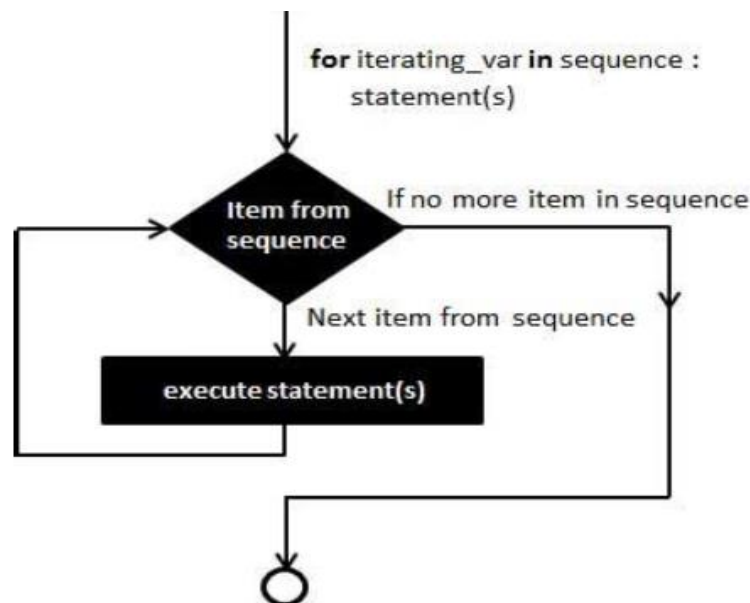 for iterating_var in sequence :
statement(s)
If no more item in sequence
Item from
sequence
Next item from sequence
execute statement(s)